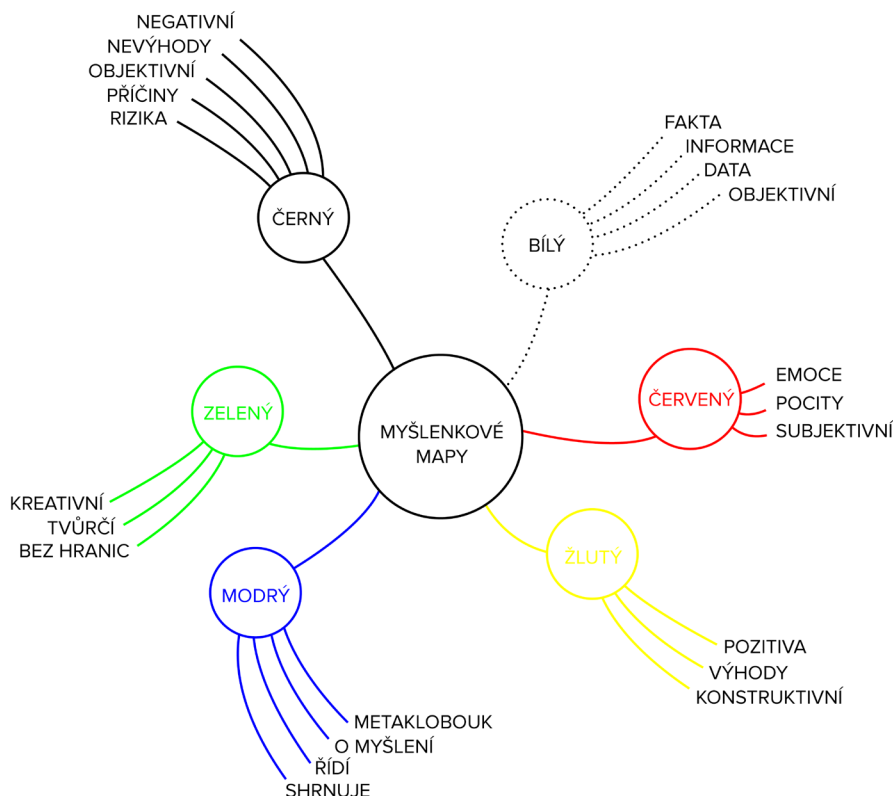 NEGATIVNÍ
NEVÝHODY
OBJEKTIVNÍ
PŘÍČINY
RIZIKA
ČERNÝ
FAKTA
INFORMACE
DATA
OBJEKTIVNÍ
BÍLÝ
ČERVENÝ
EMOCE
POCITY
SUBJEKTIVNÍ
MYŠLENKOVÉ
MAPY
ZELENÝ
KREATIVNÍ
TVŮRČÍ
BEZ HRANIC
ŽLUTÝ
POZITIVA
VÝHODY
KONSTRUKTIVNÍ
MODRÝ
METAKLOBOUK
O MYŠLENÍ
ŘÍDÍ
SHRNUJE